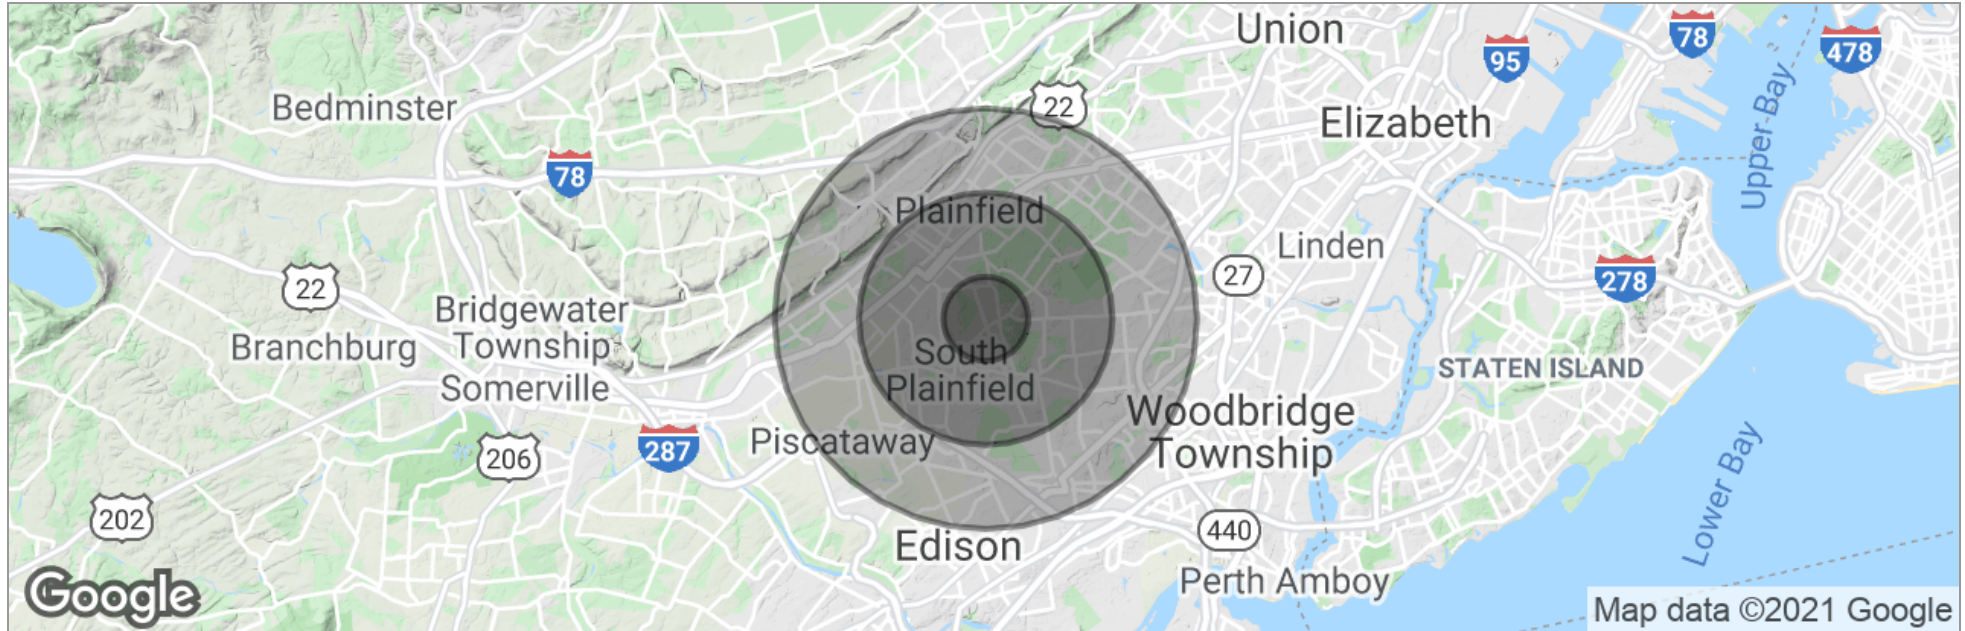 Union
78
95
478
Bedminster
22
Elizabeth
Upper Bay
78
Plainfield
Linden
27
278
22
Bridgewater
Township
Branchburg
South
Plainfield
STATEN ISLAND
Somerville
Woodbridge
Township
Piscataway
287
206
Lower Bay
202
440
Edison
Perth Amboy
Google
Map data ©2021 Google